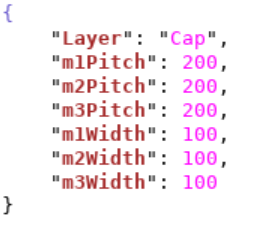 {
    "Layer": "Cap",
    "m1Pitch": 200,
    "m2Pitch": 200,
    "m3Pitch": 200,
    "m1Width": 100,
    "m2Width": 100,
    "m3Width": 100
}